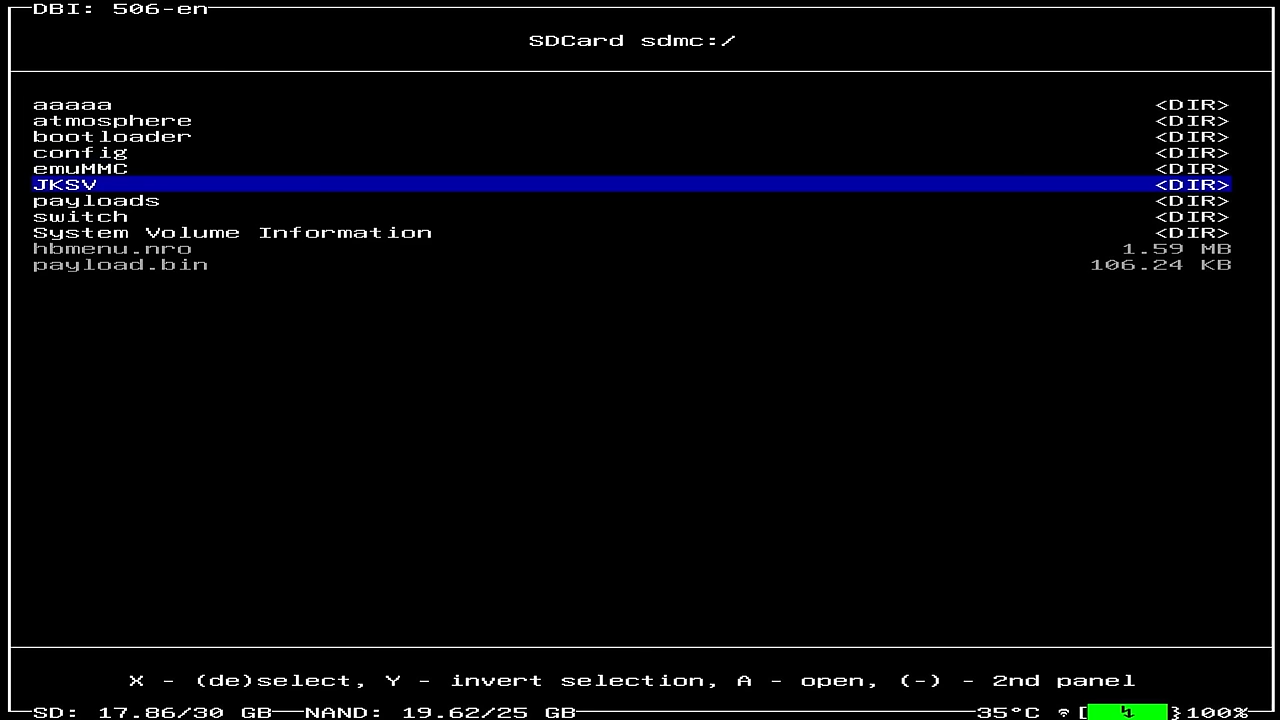 DBI: 506-en
SDCard sdmc:/
aaaaa <DIR>
atmosphere <DIR>
bootloader <DIR>
config <DIR>
emuMMC <DIR>
JKSV <DIR>
payloads <DIR>
switch <DIR>
System Volume Information <DIR>
hbmenu.nro 1.59 MB
payload.bin 106.24 KB
X - (de)select, Y - invert selection, A - open, (-) - 2nd panel
SD: 17.86/30 GB NAND: 19.62/25 GB 35°C [ }100%